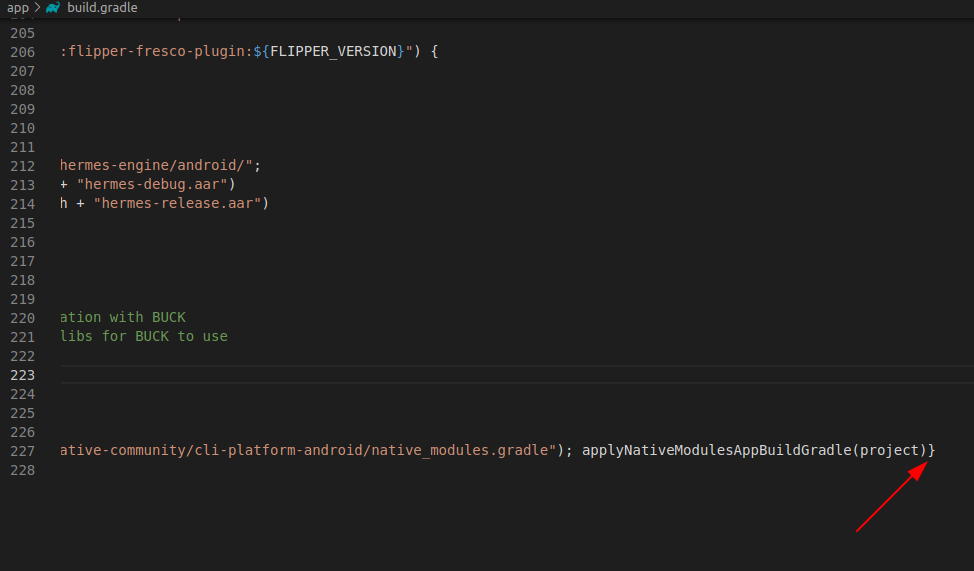 app > build.gradle
205
206 :flipper-fresco-plugin:${FLIPPER_VERSION}") {
207
208
209
210
211
212 hermes-engine/android/";
213 + "hermes-debug.aar")
214 h + "hermes-release.aar")
215
216
217
218
219
220 ation with BUCK
221 libs for BUCK to use
222
223
224
225
226
227 ative-community/cli-platform-android/native_modules.gradle"); applyNativeModulesAppBuildGradle(project)}
228